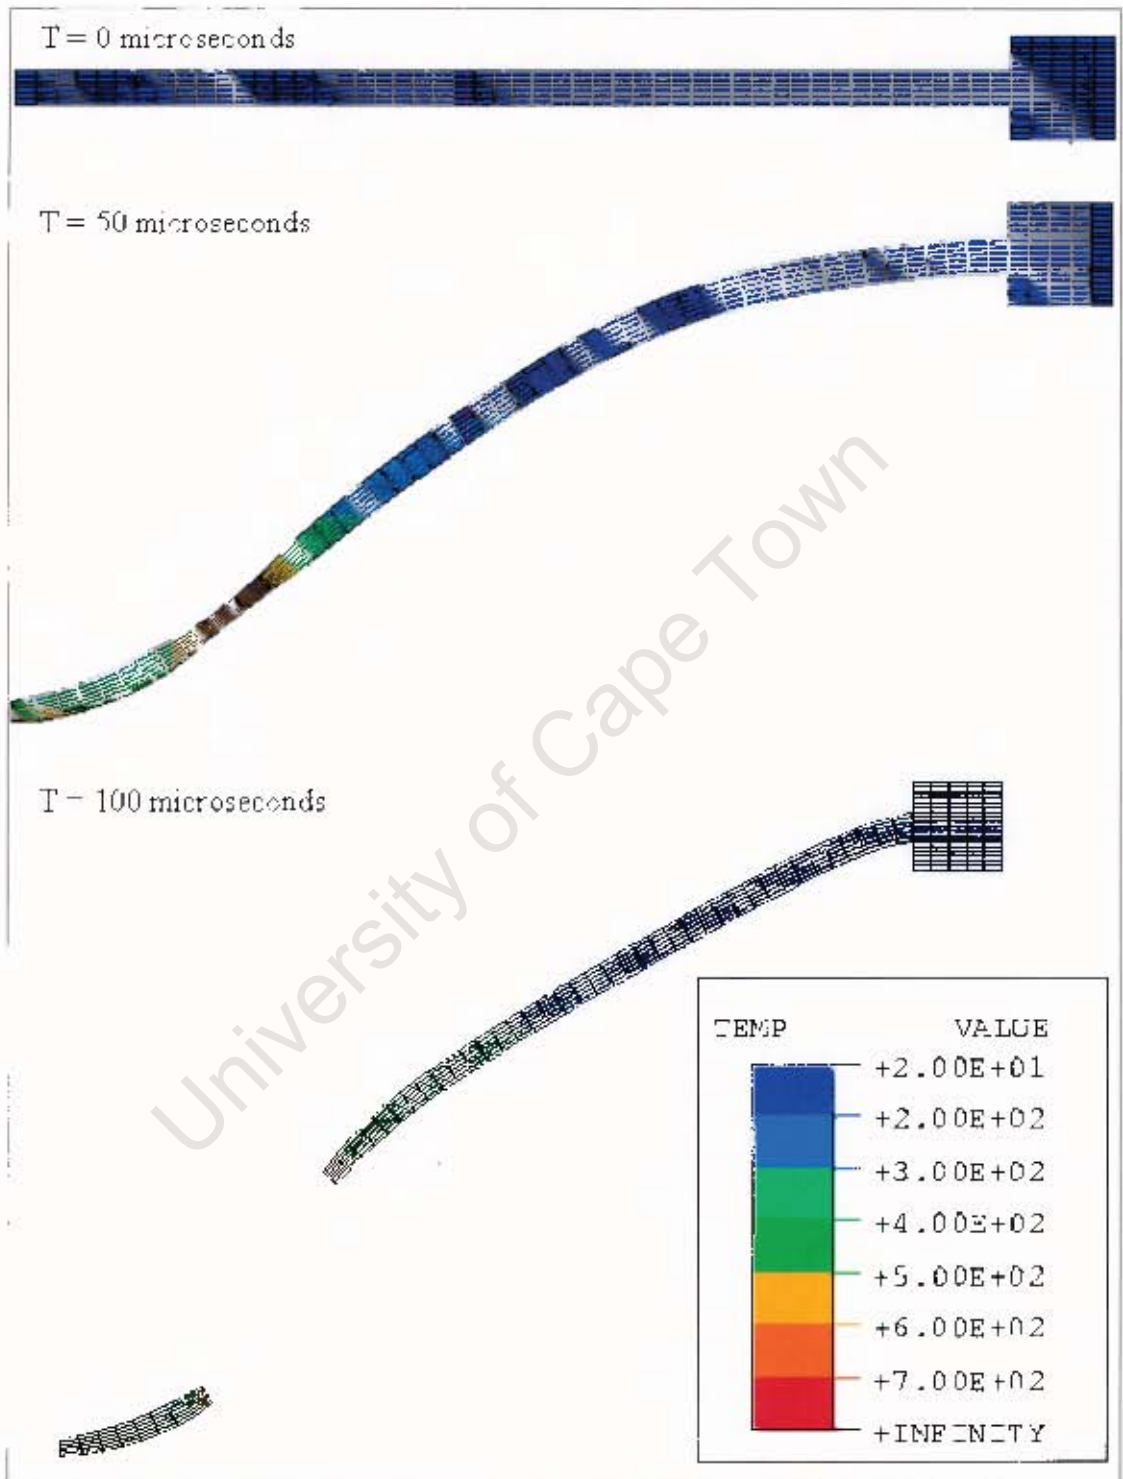 T = 0 microseconds
T = 50 microseconds
University of Cape Town
T = 100 microseconds
TEMP VALUE
+2.00E+01
+2.00E+02
+3.00E+02
+4.00E+02
+5.00E+02
+6.00E+02
+7.00E+02
+INFINITY